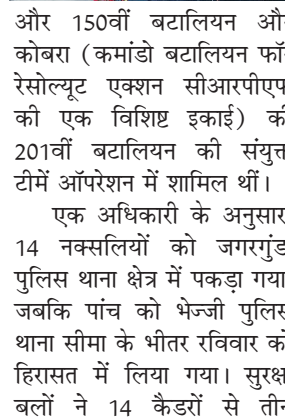 और 150वीं बटालियन औ
कोबरा (कमांडो बटालियन फॉ
रेसोल्यूट एक्शन सीआरपीएफ
की एक विशिष्ट इकाई) क
201वीं बटालियन की संयुक्त
टीमें ऑपरेशन में शामिल थीं।
एक अधिकारी के अनुसार
14 नक्सलियों को जगरगुंड
पुलिस थाना क्षेत्र में पकड़ा गया
जबकि पांच को भेज्जी पुलिस
थाना सीमा के भीतर रविवार को
हिरासत में लिया गया। सुरक्ष
बलों ने 14 कैडरों से तीन